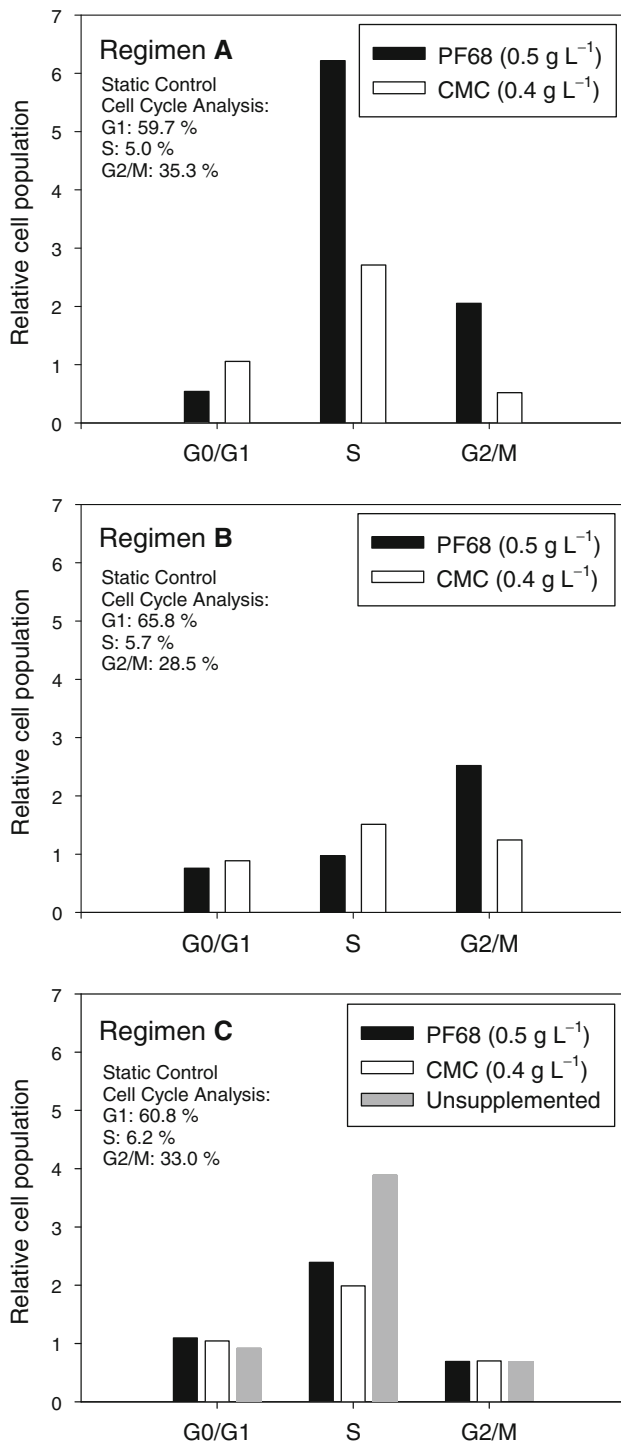 Regimen A
Static Control
Cell Cycle Analysis:
G1: 59.7 %
S: 5.0 %
G2/M: 35.3 %
PF68 (0.5 g L⁻¹)
CMC (0.4 g L⁻¹)
Relative cell population
7
6
5
4
3
2
1
0
G0/G1 S G2/M
Regimen B
Static Control
Cell Cycle Analysis:
G1: 65.8 %
S: 5.7 %
G2/M: 28.5 %
PF68 (0.5 g L⁻¹)
CMC (0.4 g L⁻¹)
Relative cell population
7
6
5
4
3
2
1
0
G0/G1 S G2/M
Regimen C
Static Control
Cell Cycle Analysis:
G1: 60.8 %
S: 6.2 %
G2/M: 33.0 %
PF68 (0.5 g L⁻¹)
CMC (0.4 g L⁻¹)
Unsupplemented
Relative cell population
7
6
5
4
3
2
1
0
G0/G1 S G2/M